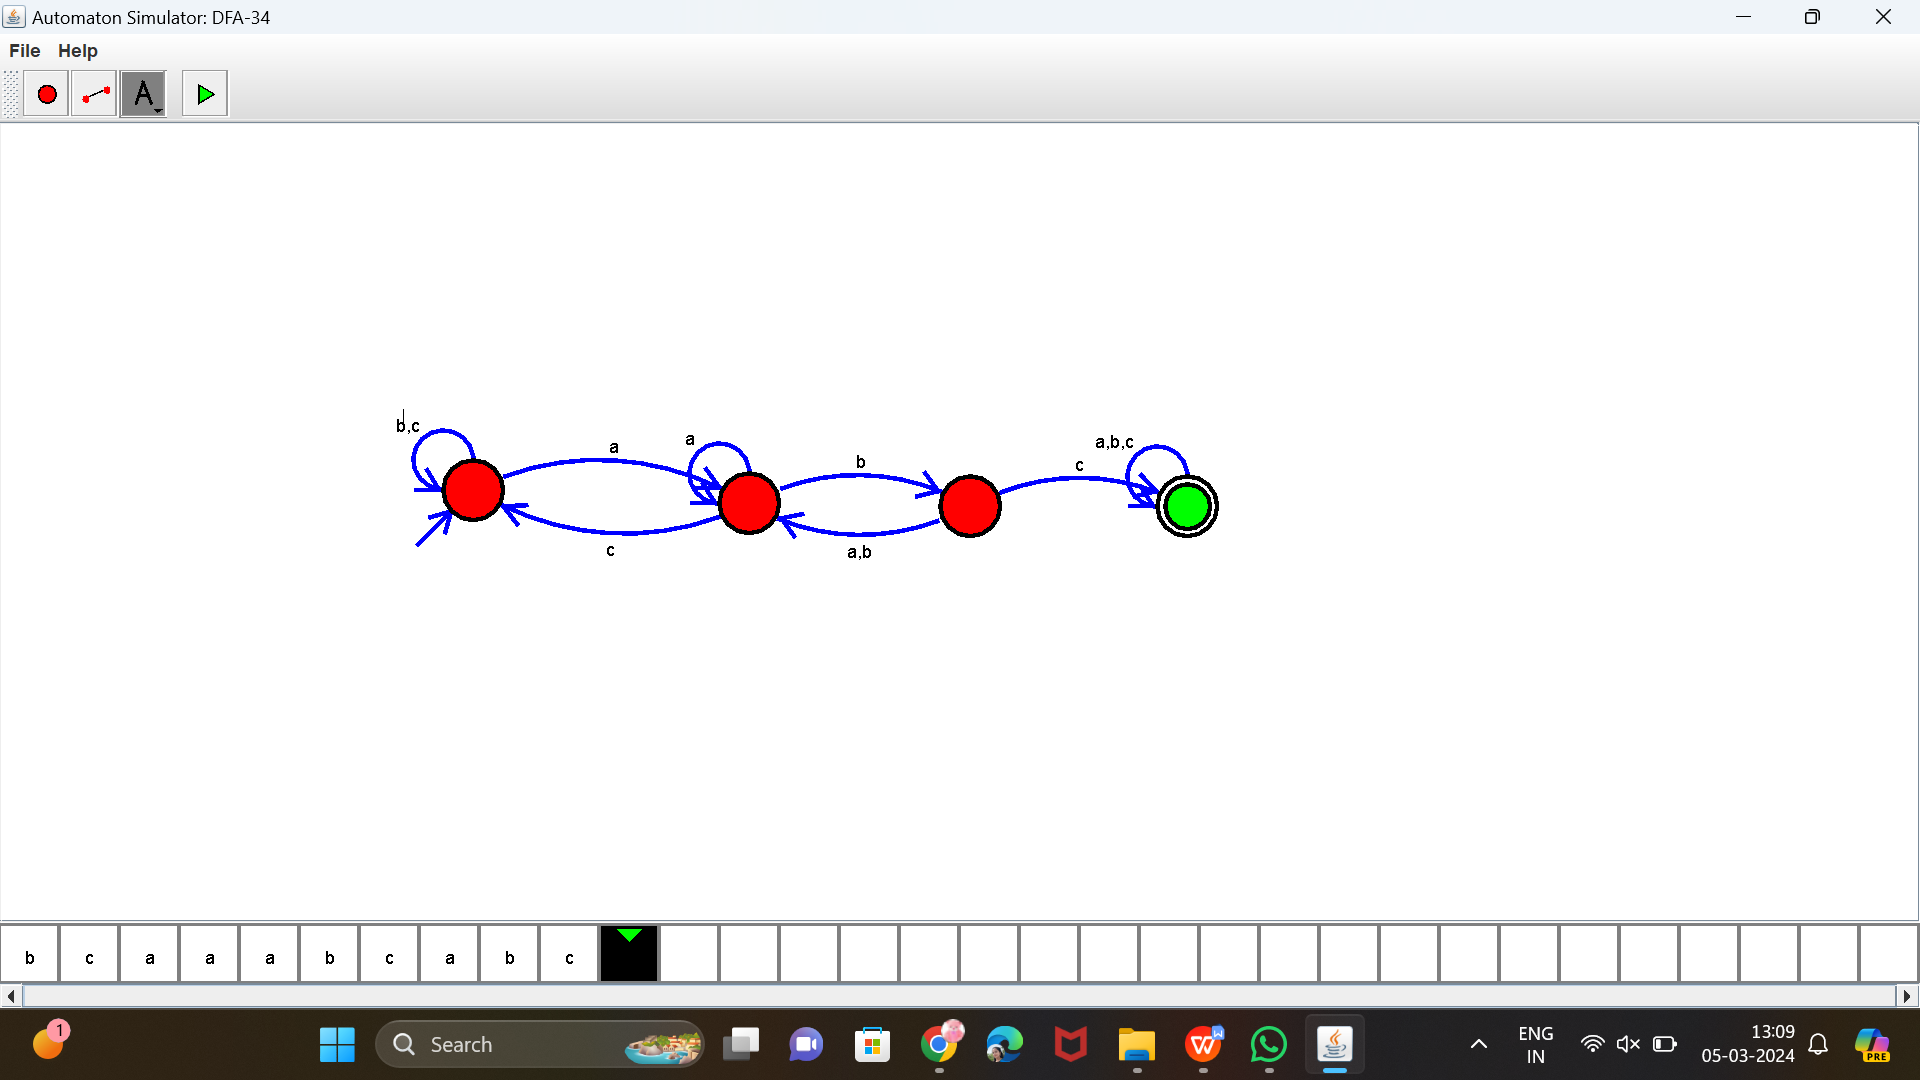 Automaton Simulator: DFA-34
File Help
A
b,c
a
a
b
c
a,b,c
c
a,b
b c a a a b c a b c
1
Search
W
W
ENG
IN
13:09
05-03-2024
PRE